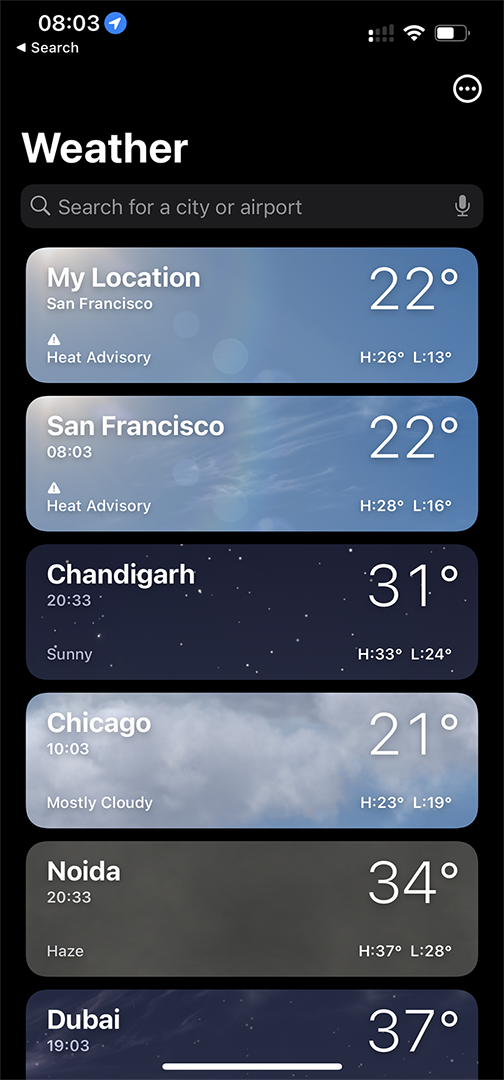 08:03
◀ Search
Weather
Search for a city or airport
My Location 22°
San Francisco
Heat Advisory H:26° L:13°
San Francisco 22°
08:03
Heat Advisory H:28° L:16°
Chandigarh 31°
20:33
Sunny H:33° L:24°
Chicago 21°
10:03
Mostly Cloudy H:23° L:19°
Noida 34°
20:33
Haze H:37° L:28°
Dubai 37°
19:03